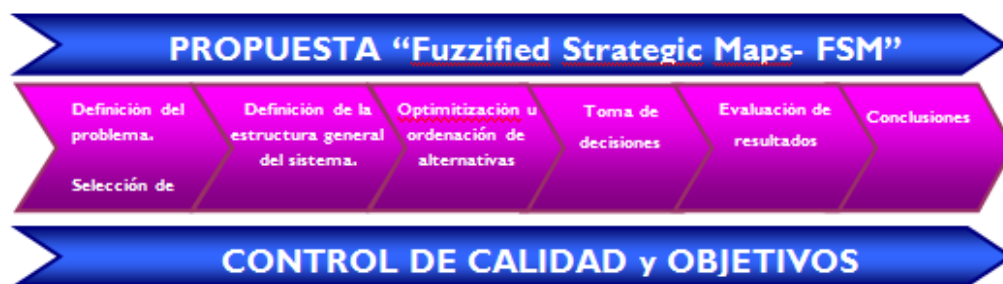 PROPUESTA “Fuzzified Strategic Maps- FSM”
Definición del
problema.
Selección de
Definición de la
estructura general
del sistema.
Optimitización u
ordenación de
alternativas
Toma de
decisiones
Evaluación de
resultados
Conclusiones
CONTROL DE CALIDAD y OBJETIVOS